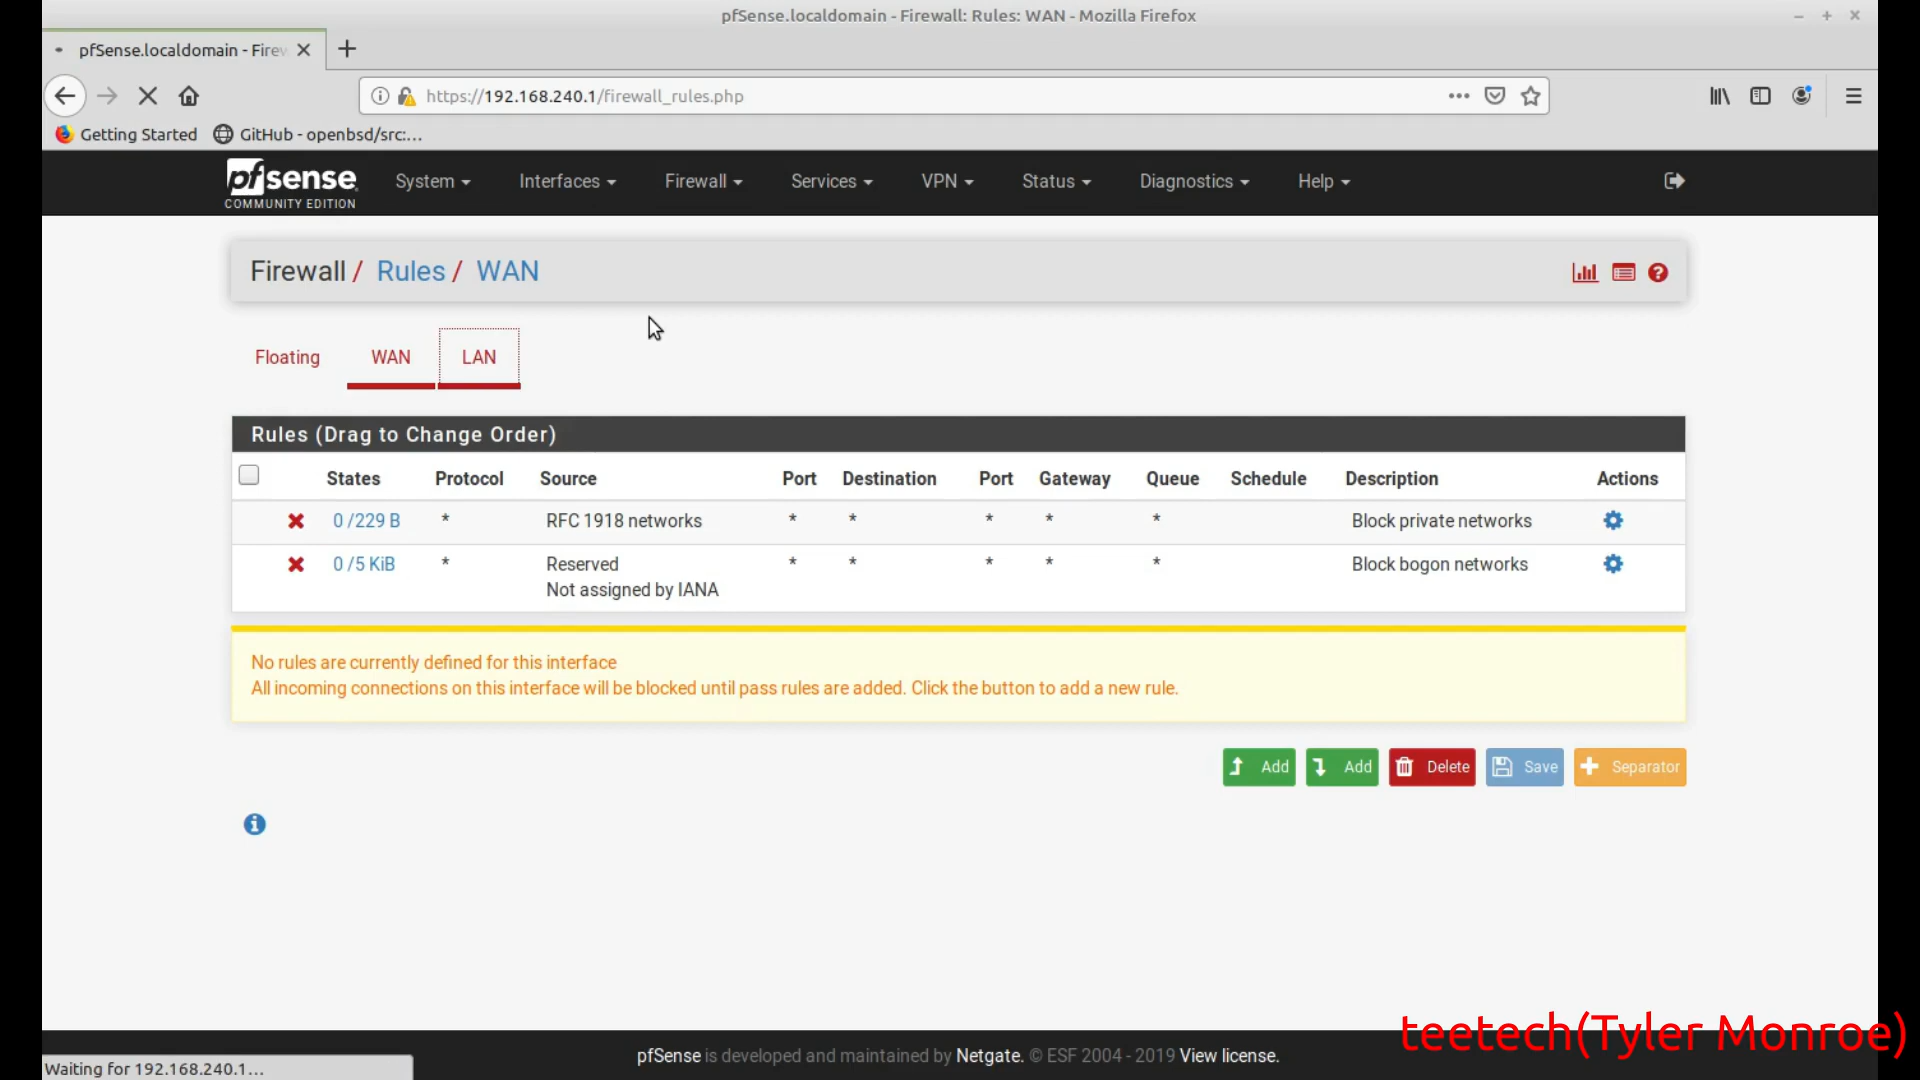 pfSense.localdomain - Firewall: Rules: WAN - Mozilla Firefox
pfSense.localdomain - Firew
https://192.168.240.1/firewall_rules.php
Getting Started GitHub - openbsd/src:...
pfsense
COMMUNITY EDITION
System Interfaces Firewall Services VPN Status Diagnostics Help
Firewall / Rules / WAN
Floating WAN LAN
Rules (Drag to Change Order)
States Protocol Source Port Destination Port Gateway Queue Schedule Description Actions
0 /229 B * RFC 1918 networks * * * * * Block private networks
0 /5 KiB * Reserved * * * * * Block bogon networks
Not assigned by IANA
No rules are currently defined for this interface
All incoming connections on this interface will be blocked until pass rules are added. Click the button to add a new rule.
Add Add Delete Save Separator
teetech(Tyler Monroe)
pfSense is developed and maintained by Netgate. © ESF 2004 - 2019 View license.
Waiting for 192.168.240.1...